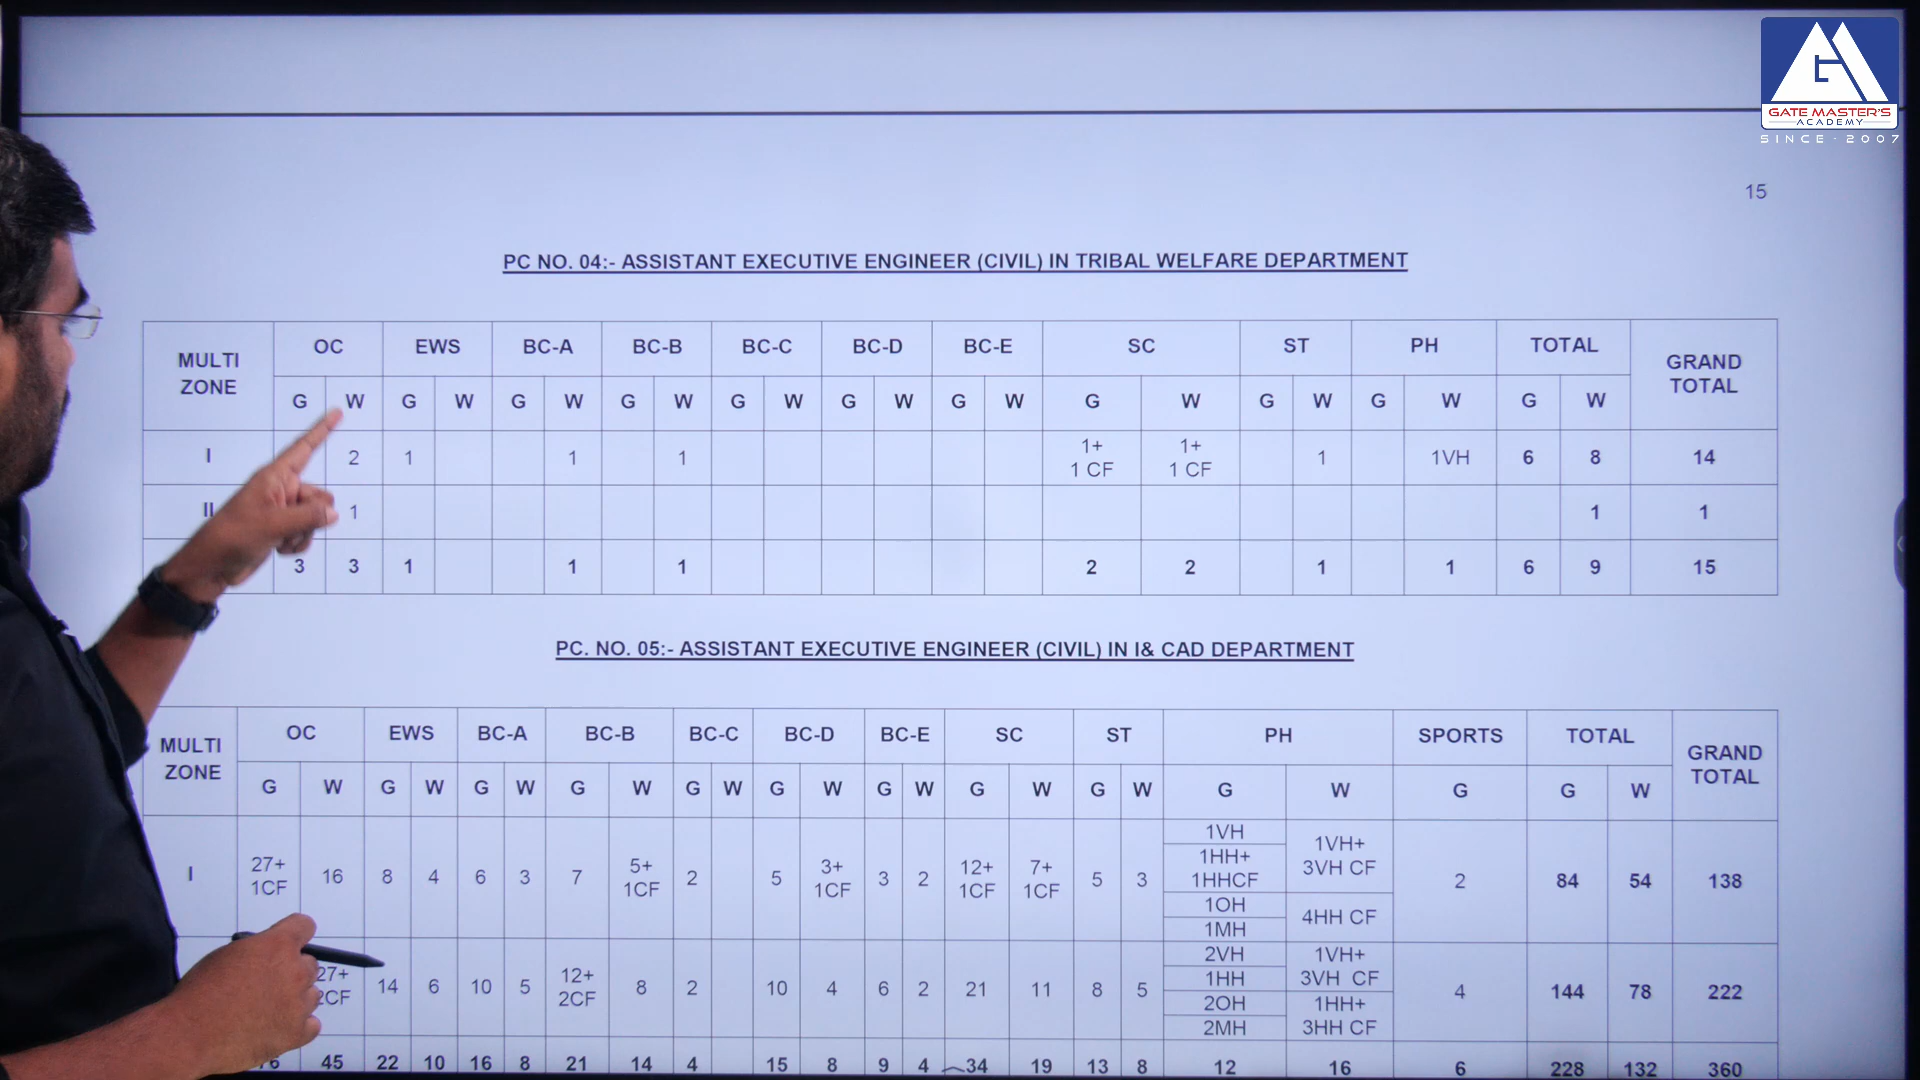 GATE MASTER'S
ACADEMY
SINCE-2007
15
PC NO. 04:- ASSISTANT EXECUTIVE ENGINEER (CIVIL) IN TRIBAL WELFARE DEPARTMENT
MULTI ZONE OC EWS BC-A BC-B BC-C BC-D BC-E SC ST PH TOTAL GRAND TOTAL
G W G W G W G W G W G W G W G W G W G W G W
I 2 1 1 1 1+ 1 CF 1+ 1 CF 1 1VH 6 8 14
II 1 1 1
3 3 1 1 1 2 2 1 1 6 9 15
PC. NO. 05:- ASSISTANT EXECUTIVE ENGINEER (CIVIL) IN I& CAD DEPARTMENT
MULTI ZONE OC EWS BC-A BC-B BC-C BC-D BC-E SC ST PH SPORTS TOTAL GRAND TOTAL
G W G W G W G W G W G W G W G W G W G W G G W
I 27+ 1CF 16 8 4 6 3 7 5+ 1CF 2 5 3+ 1CF 3 2 12+ 1CF 7+ 1CF 5 3 1VH 1HH+ 1HHCF 1OH 1MH 1VH+ 3VH CF 4HH CF 2 84 54 138
27+ 2CF 14 6 10 5 12+ 2CF 8 2 10 4 6 2 21 11 8 5 2VH 1HH 2OH 2MH 1VH+ 3VH CF 1HH+ 3HH CF 4 144 78 222
45 22 10 16 8 21 14 4 15 8 9 4 34 19 13 8 12 16 6 228 132 360